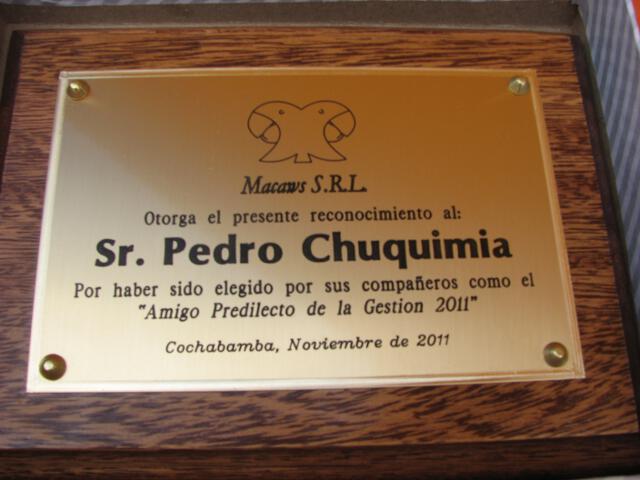 Macaws S.R.L.
Otorga el presente reconocimiento al:
Sr. Pedro Chuquimia
Por haber sido elegido por sus compañeros como el
"Amigo Predilecto de la Gestion 2011"
Cochabamba, Noviembre de 2011